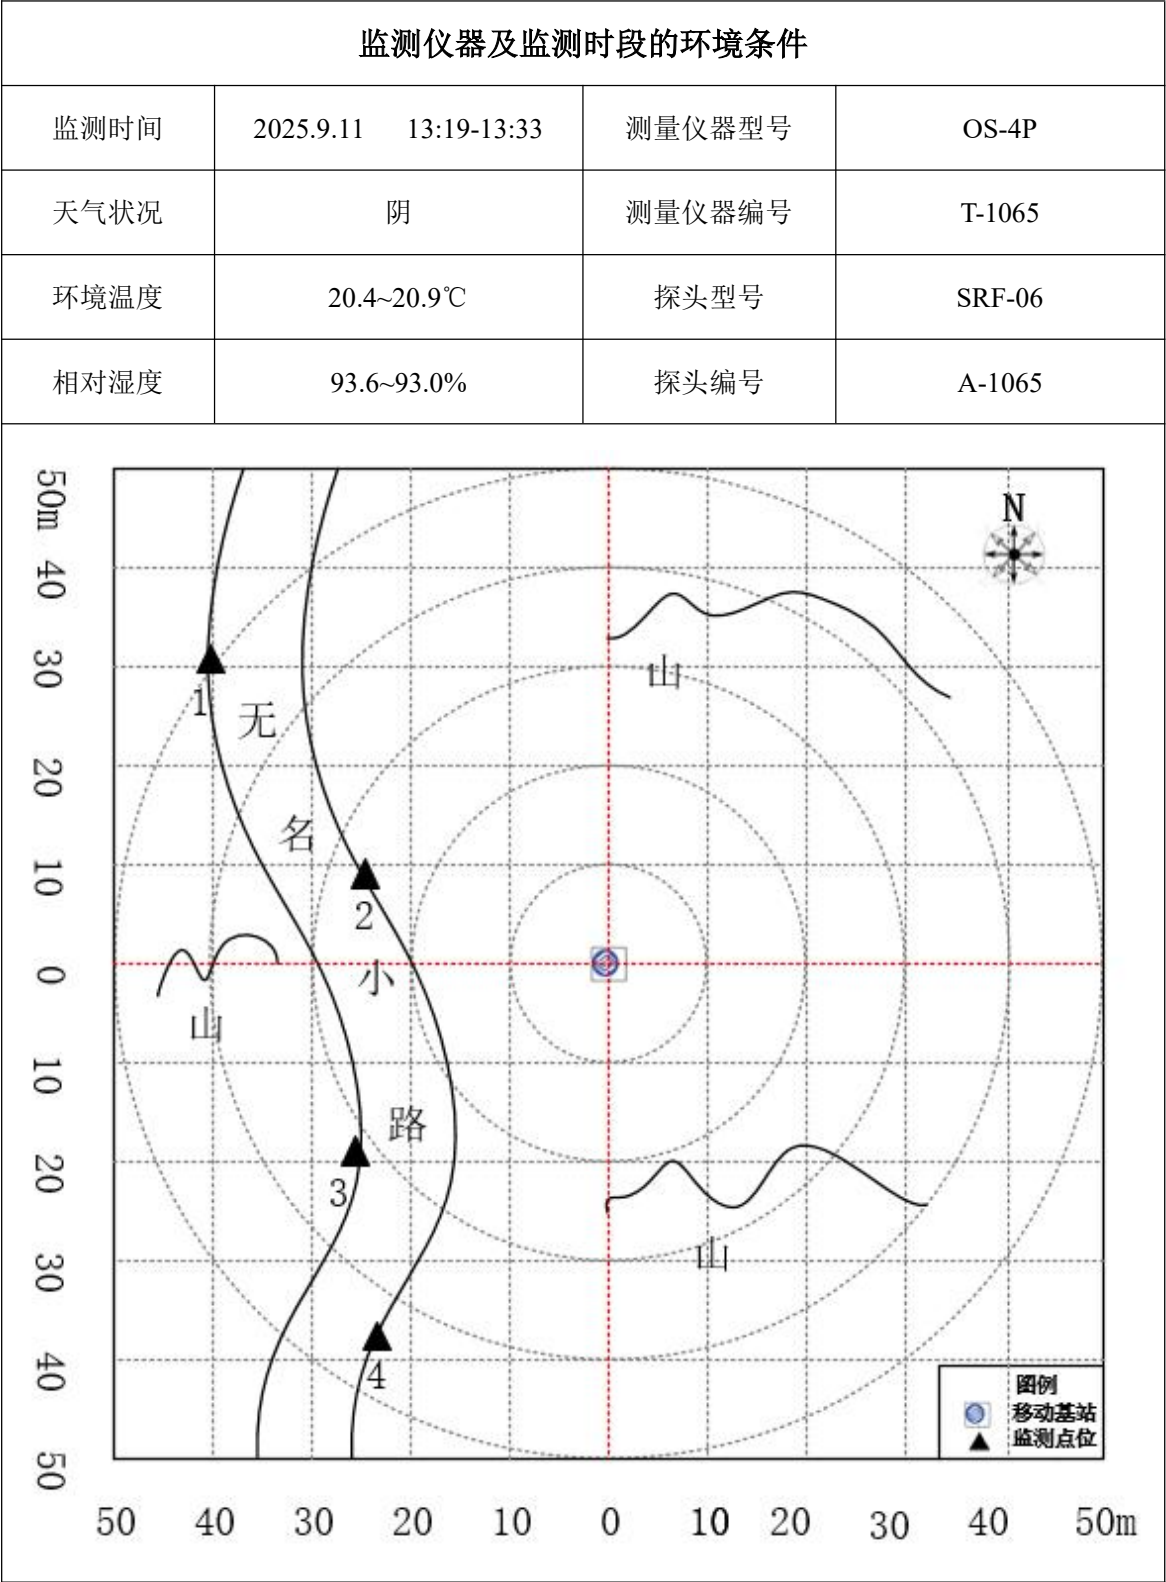 监测仪器及监测时段的环境条件
监测时间 2025.9.11 13:19-13:33 测量仪器型号 OS-4P
天气状况 阴 测量仪器编号 T-1065
环境温度 20.4~20.9℃ 探头型号 SRF-06
相对湿度 93.6~93.0% 探头编号 A-1065
50m
40
30
20
10
0
10
20
30
40
50
N
山
1
无
名
2
小
山
路
3
山
4
图例
移动基站
监测点位
50 40 30 20 10 0 10 20 30 40 50m